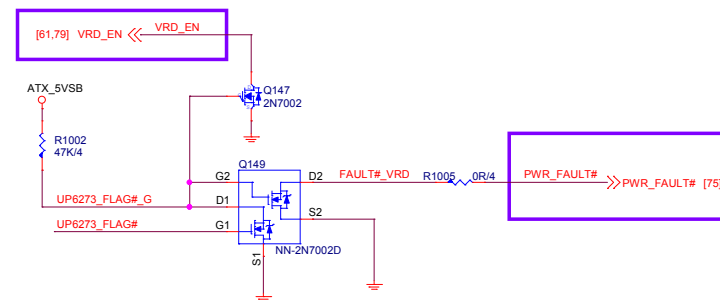 VRD_EN
[61,79] VRD_EN
Q147
2N7002
ATX_5VSB
R1002
47K/4
Q149
G2
D2
FAULT#_VRD
R1005
0R/4
PWR_FAULT#
PWR_FAULT# [75]
UP6273_FLAG#_G
D1
S2
UP6273_FLAG#
G1
NN-2N7002D
S1